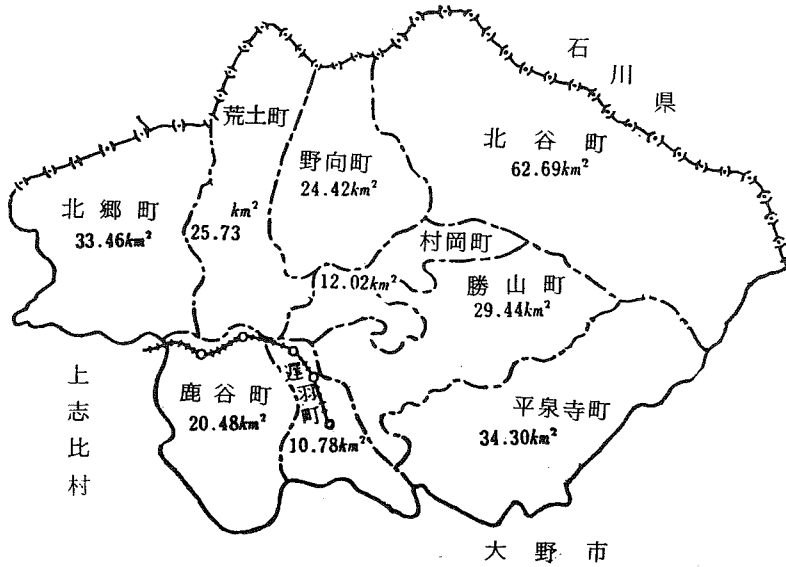 石川県
荒土町
km²
25.73
野向町
24.42km²
北谷町
62.69km²
北郷町
33.46km²
村岡町
12.02km²
勝山町
29.44km²
上志比村
鹿谷町
20.48km²
遅羽町
10.78km²
平泉寺町
34.30km²
大野市